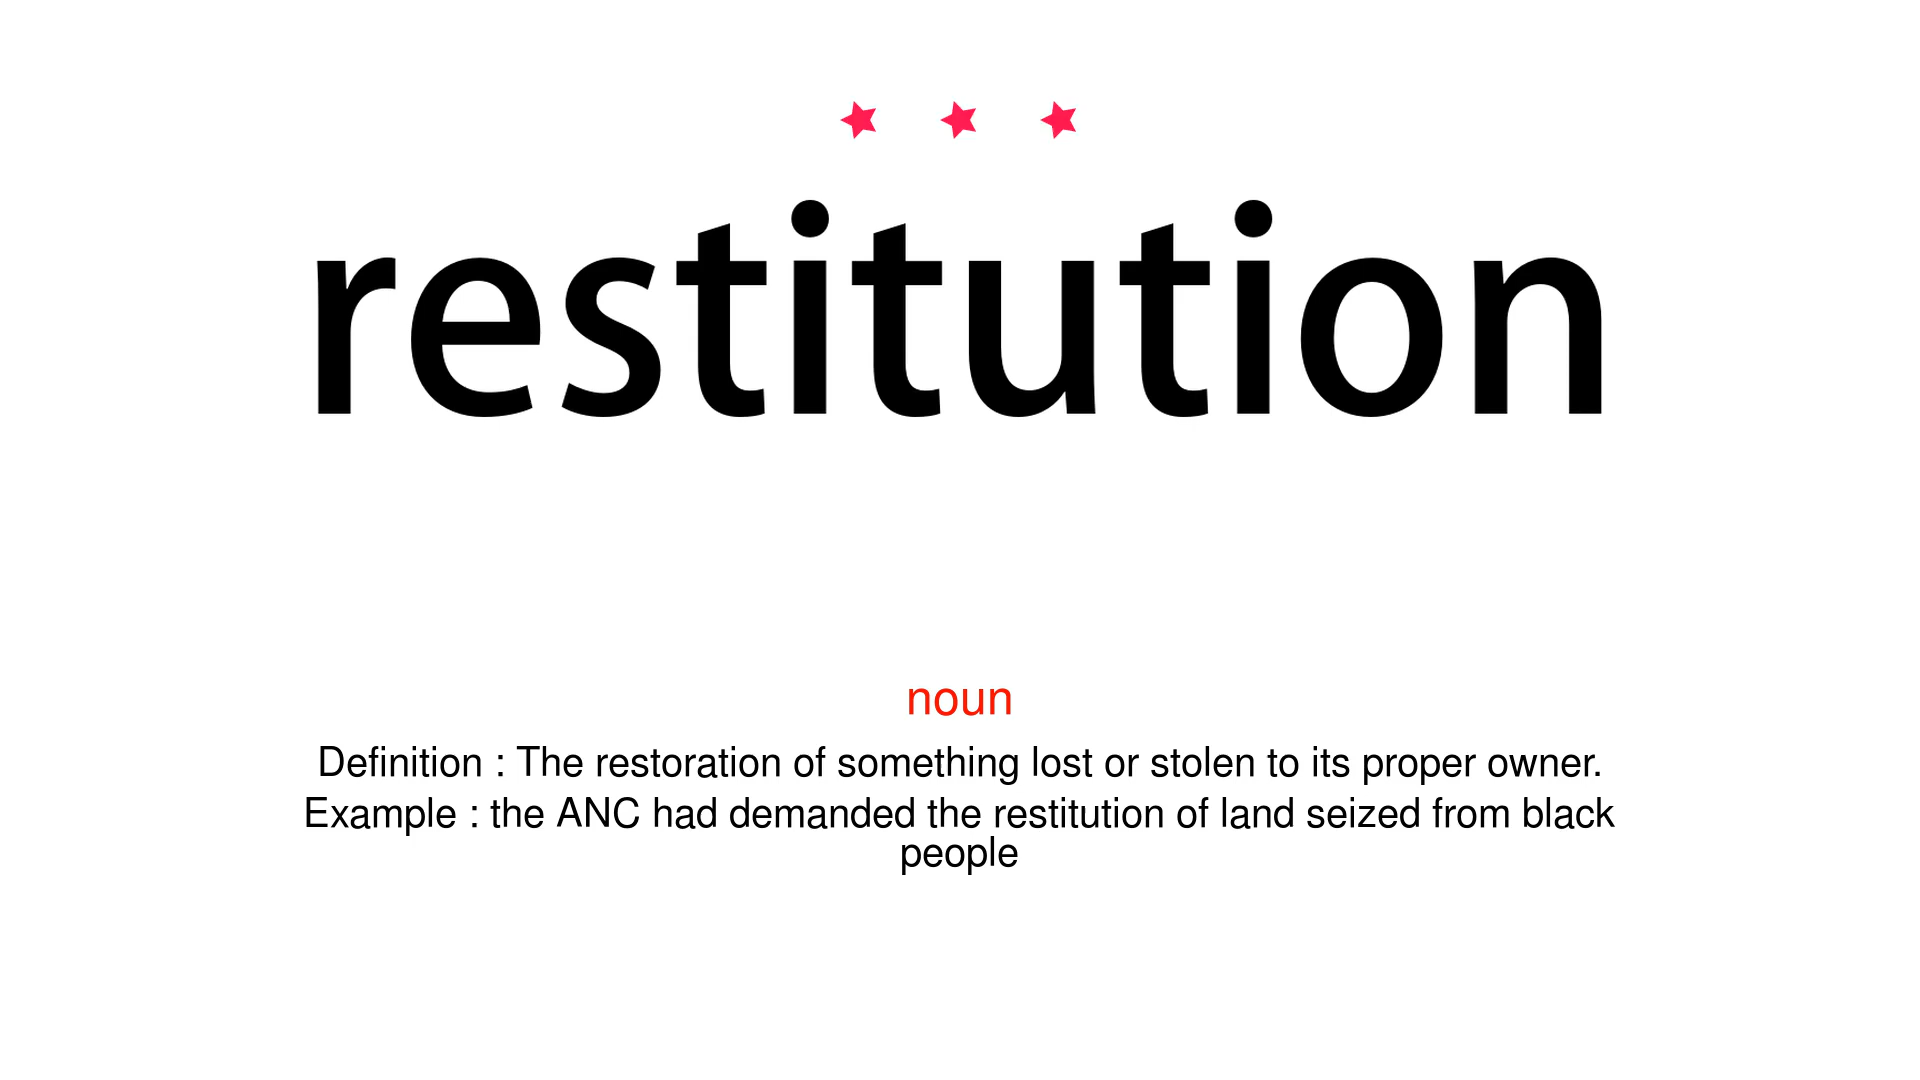 restitution
noun
Definition : The restoration of something lost or stolen to its proper owner.
Example : the ANC had demanded the restitution of land seized from black
people